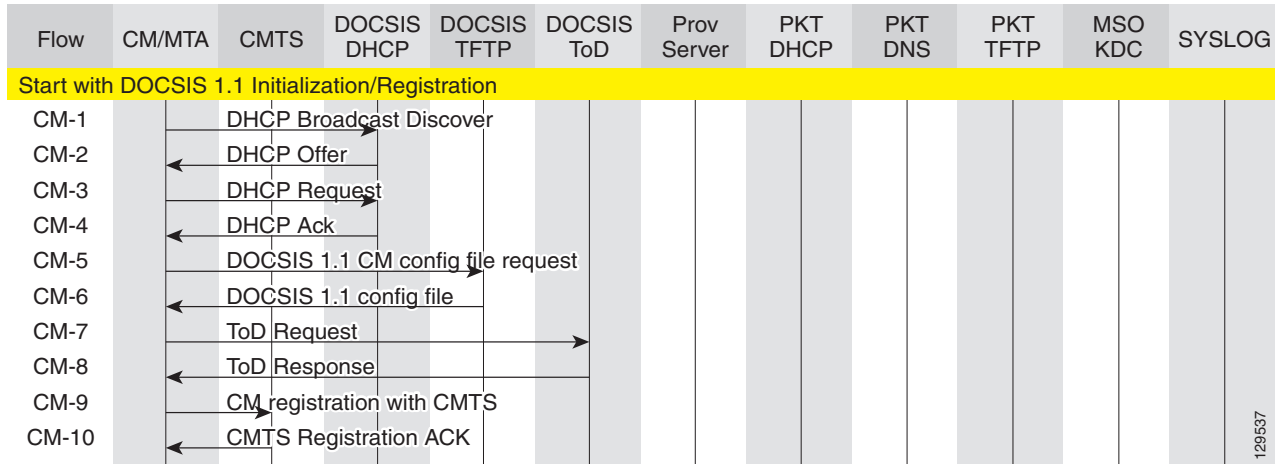 Flow CM/MTA CMTS DOCSIS DHCP DOCSIS TFTP DOCSIS ToD Prov Server PKT DHCP PKT DNS PKT TFTP MSO KDC SYSLOG
Start with DOCSIS 1.1 Initialization/Registration
CM-1 DHCP Broadcast Discover
CM-2 DHCP Offer
CM-3 DHCP Request
CM-4 DHCP Ack
CM-5 DOCSIS 1.1 CM config file request
CM-6 DOCSIS 1.1 config file
CM-7 ToD Request
CM-8 ToD Response
CM-9 CM registration with CMTS
CM-10 CMTS Registration ACK
129537